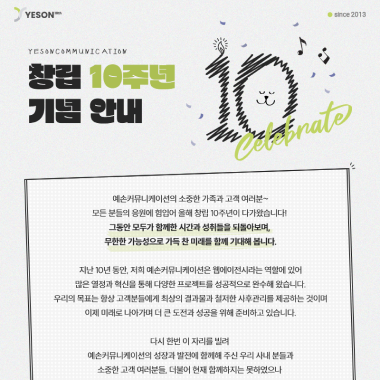 YESON
since 2013
YESONCOMMUNICATION
창립 10주년
기념 안내
10
Celebrate
예손커뮤니케이션의 소중한 가족과 고객 여러분~
모든 분들의 응원에 힘입어 올해 창립 10주년이 다가왔습니다!
그동안 모두가 함께한 시간과 성취들을 되돌아보며,
무한한 가능성으로 가득 찬 미래를 함께 기대해 봅니다.
지난 10년 동안, 저희 예손커뮤니케이션은 웹에이전시라는 역할에 있어
많은 열정과 혁신을 통해 다양한 프로젝트를 성공적으로 완수해 왔습니다.
우리의 목표는 항상 고객분들에게 최상의 결과물과 철저한 사후관리를 제공하는 것이며
이제 미래로 나아가며 더 큰 도전과 성공을 위해 준비하고 있습니다.
다시 한번 이 자리를 빌려
예손커뮤니케이션의 성장과 발전에 함께해 주신 우리 사내 분들과
소중한 고객 여러분들, 더불어 현재 함께하지는 못하였으나